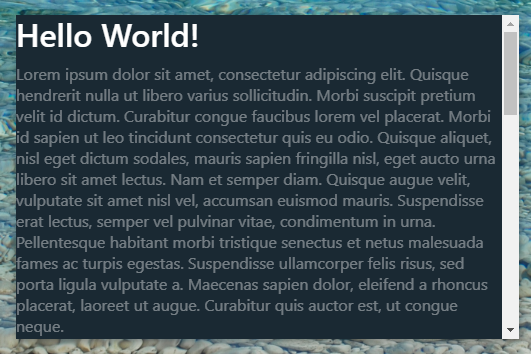 Hello World!
Lorem ipsum dolor sit amet, consectetur adipiscing elit. Quisque
hendrerit nulla ut libero varius sollicitudin. Morbi suscipit pretium
velit id dictum. Curabitur congue faucibus lorem vel placerat. Morbi
id sapien ut leo tincidunt consectetur quis eu odio. Quisque aliquet,
nisl eget dictum sodales, mauris sapien fringilla nisl, eget aucto urna
libero sit amet lectus. Nam et semper diam. Quisque augue velit,
vulputate sit amet nisl vel, accumsan euismod mauris. Suspendisse
erat lectus, semper vel pulvinar vitae, condimentum in urna.
Pellentesque habitant morbi tristique senectus et netus malesuada
fames ac turpis egestas. Suspendisse ullamcorper felis risus, sed
porta ligula vulputate a. Maecenas sapien dolor, eleifend a rhoncus
placerat, laoreet ut augue. Curabitur quis auctor est, ut congue
neque.